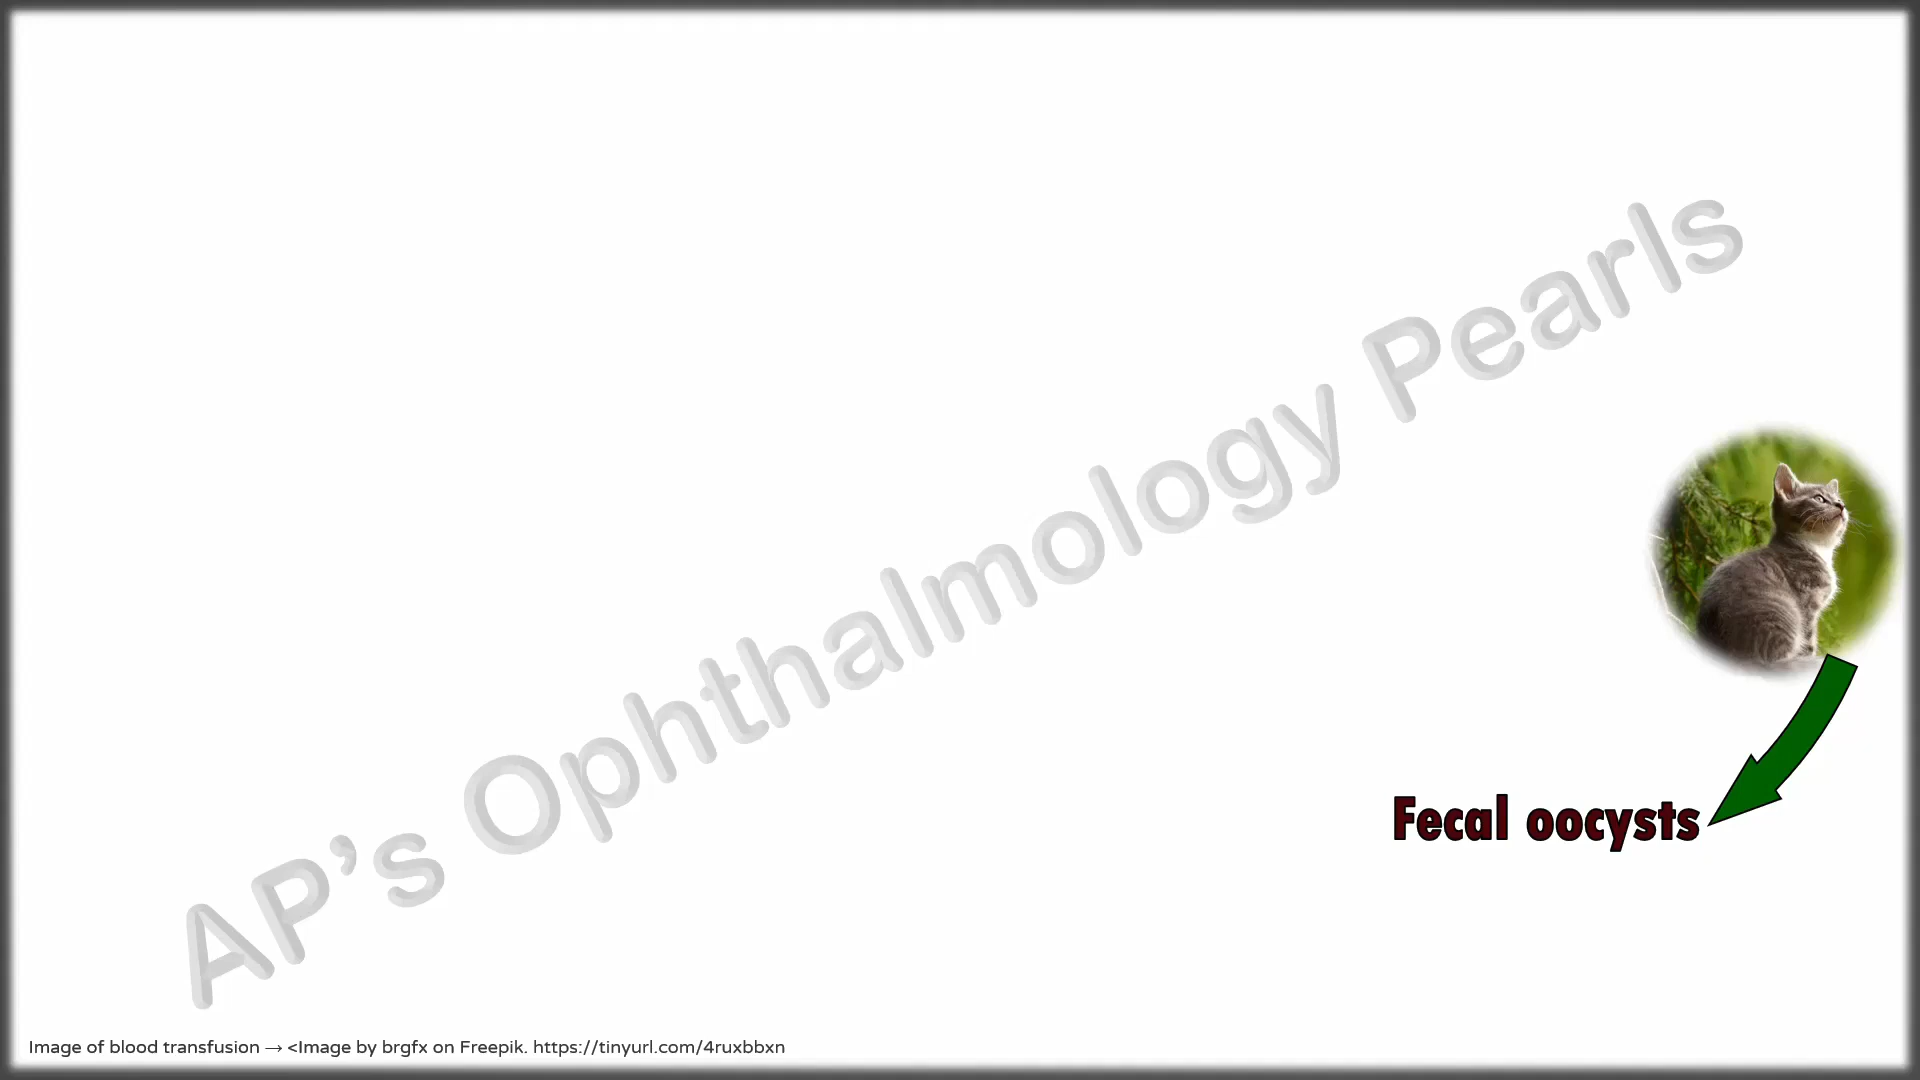 AP's Ophthalmology Pearls
Fecal oocysts
Image of blood transfusion → <Image by brgfx on Freepik. https://tinyurl.com/4ruxbbxn